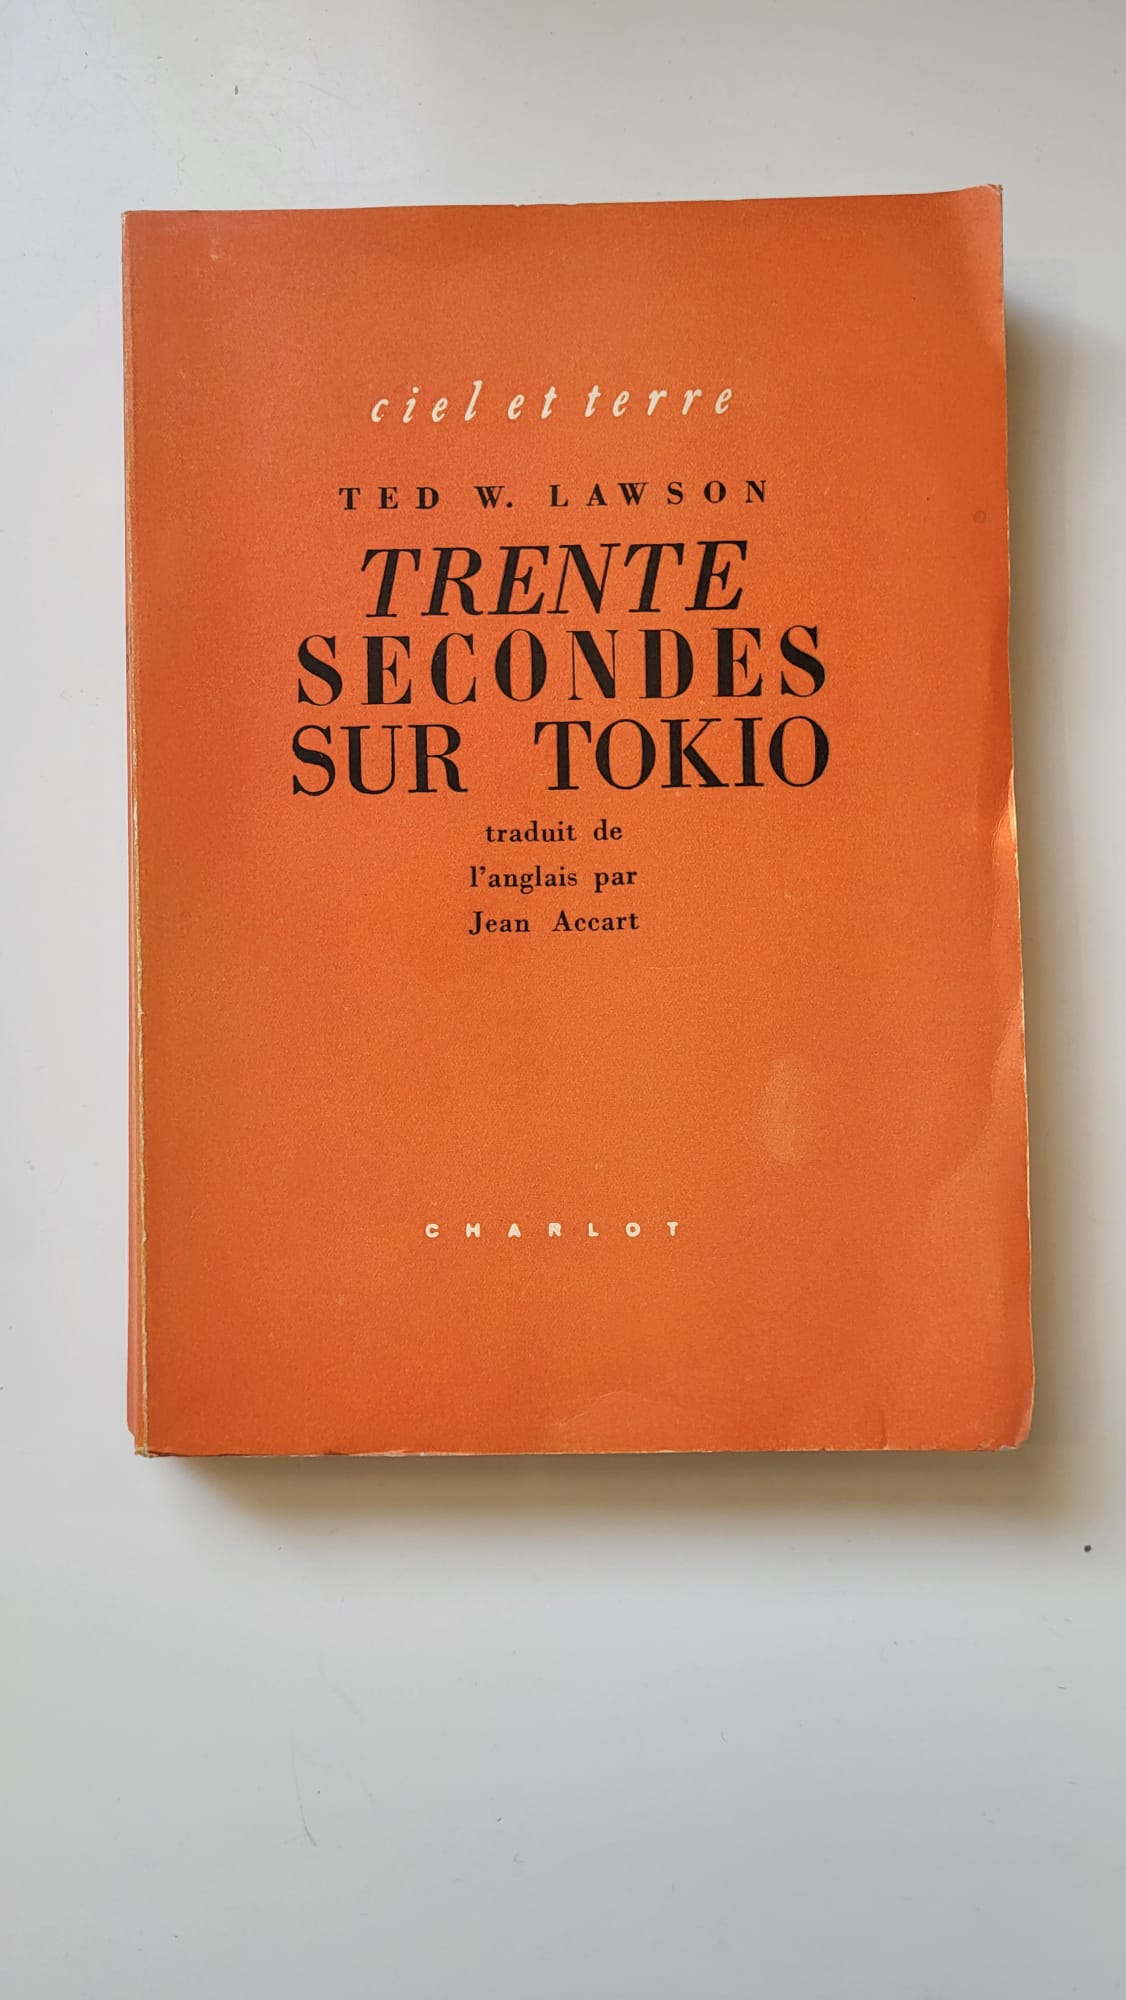 ciel et terre
TED W. LAWSON
TRENTE
SECONDES
SUR TOKIO
traduit de
l'anglais par
Jean Accart
CHARLOT